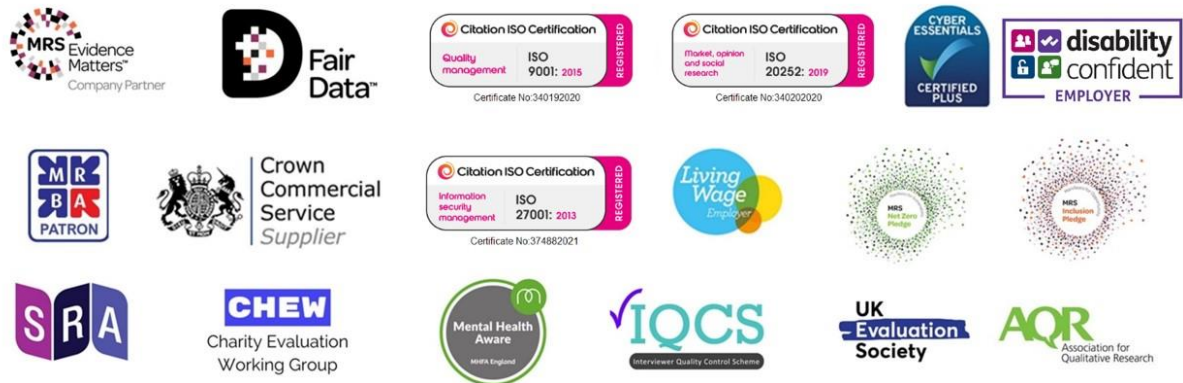 MRS Evidence
Matters™
Company Partner
Fair
Data™
Citation ISO Certification
Quality
management
ISO
9001: 2015
REGISTERED
Certificate No:340192020
Citation ISO Certification
Market, opinion
and social
research
ISO
20252: 2019
REGISTERED
Certificate No:340202020
CYBER
ESSENTIALS
CERTIFIED
PLUS
disability
confident
EMPLOYER
MR
BA
PATRON
Crown
Commercial
Service
Supplier
Citation ISO Certification
Information
security
management
ISO
27001: 2013
REGISTERED
Certificate No:374882021
Living
Wage
Employer
MRS
Net Zero
Pledge
MRS
Inclusion
Pledge
SRA
CHEW
Charity Evaluation
Working Group
Mental Health
Aware
MHFA England
IQCS
Interviewer Quality Control Scheme
UK
Evaluation
Society
AQR
Association for
Qualitative Research